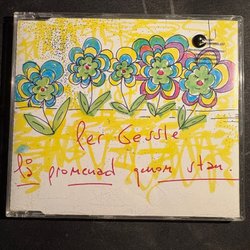 Per Gessle
På promenad genom stan.